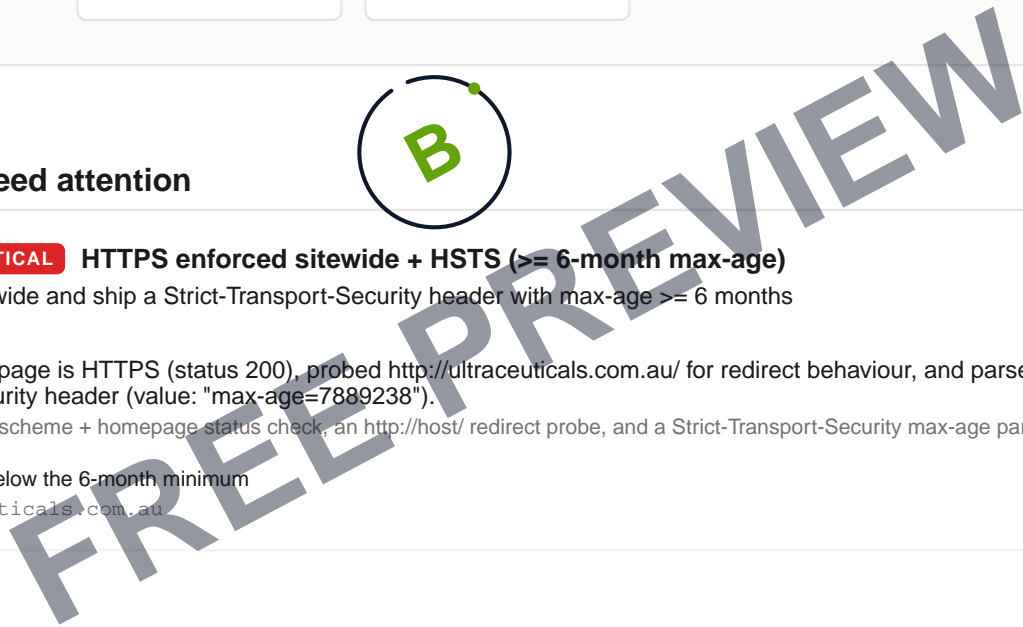 B
eed attention
TICAL HTTPS enforced sitewide + HSTS (>= 6-month max-age)
wide and ship a Strict-Transport-Security header with max-age >= 6 months
page is HTTPS (status 200), probed http://ultraceuticals.com.au/ for redirect behaviour, and parse
urity header (value: "max-age=7889238").
scheme + homepage status check, an http://host/ redirect probe, and a Strict-Transport-Security max-age par
elow the 6-month minimum
ticals.com.au
FREE PREVIEW